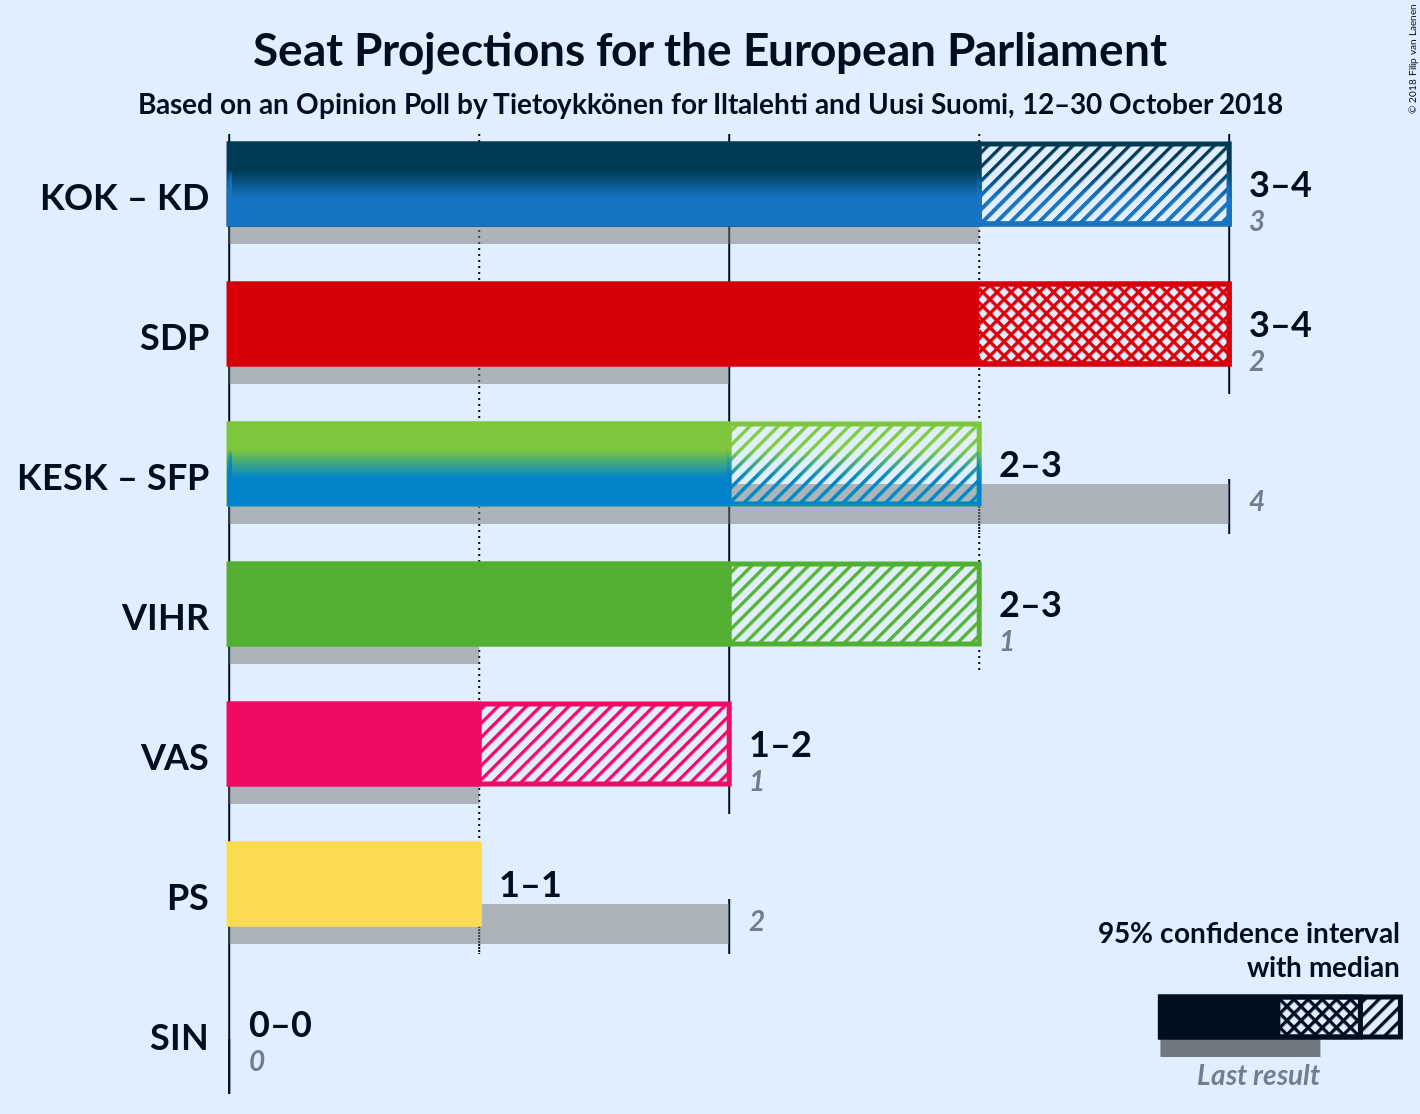 Seat Projections for the European Parliament
Based on an Opinion Poll by Tietoykkönen for Iltalehti and Uusi Suomi, 12–30 October 2018
© 2018 Filip van Laenen
KOK – KD
3–4
3
SDP
3–4
2
KESK – SFP
2–3
4
VIHR
2–3
1
VAS
1–2
1
PS
1–1
2
SIN
0–0
0
95% confidence interval
with median
Last result